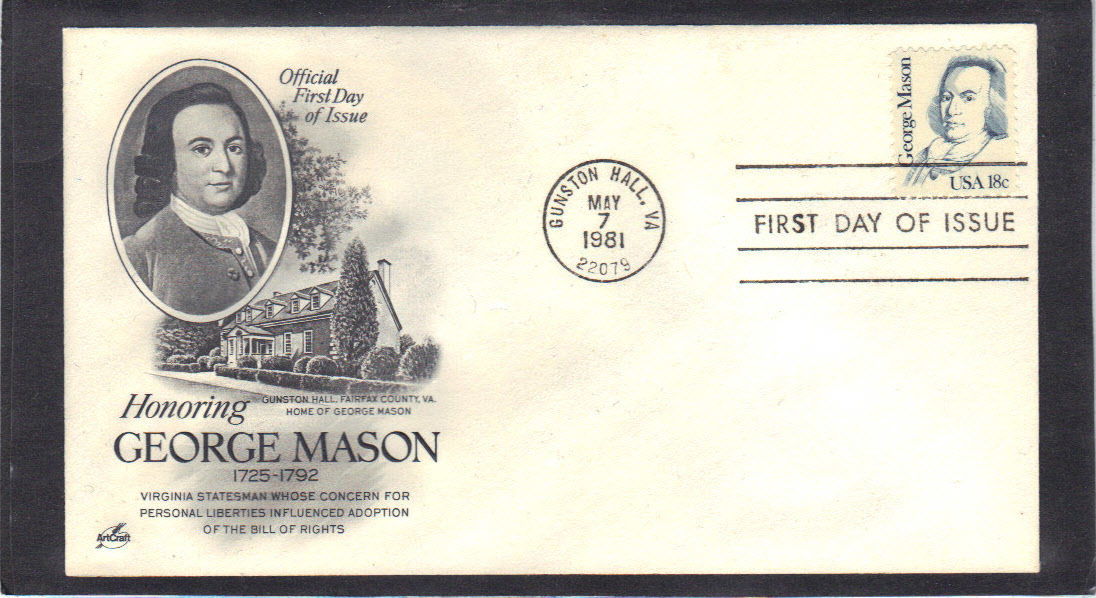 Official
First Day
of Issue
George Mason
USA 18c
GUNSTON HALL, VA
MAY
7
1981
22079
FIRST DAY OF ISSUE
Honoring
GUNSTON HALL, FAIRFAX COUNTY, VA.
HOME OF GEORGE MASON
GEORGE MASON
1725-1792
VIRGINIA STATESMAN WHOSE CONCERN FOR
PERSONAL LIBERTIES INFLUENCED ADOPTION
OF THE BILL OF RIGHTS
ArtCraft